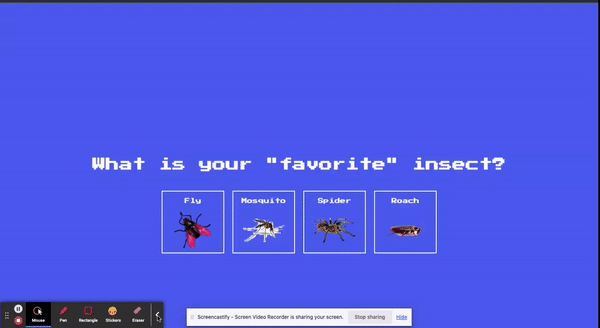 What is your "favorite" insect?
Fly
Mosquito
Spider
Roach
Mouse
Pen
Rectangle
Stickers
Eraser
Screencastify - Screen Video Recorder is sharing your screen.
Stop sharing
Hide